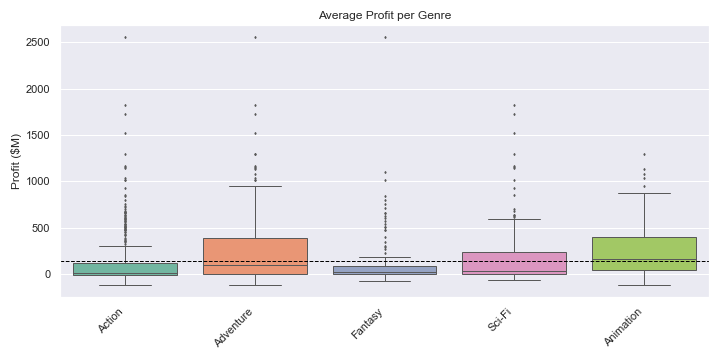 Average Profit per Genre
2500
2000
1500
1000
500
0
Profit ($M)
Action
Adventure
Fantasy
Sci-Fi
Animation